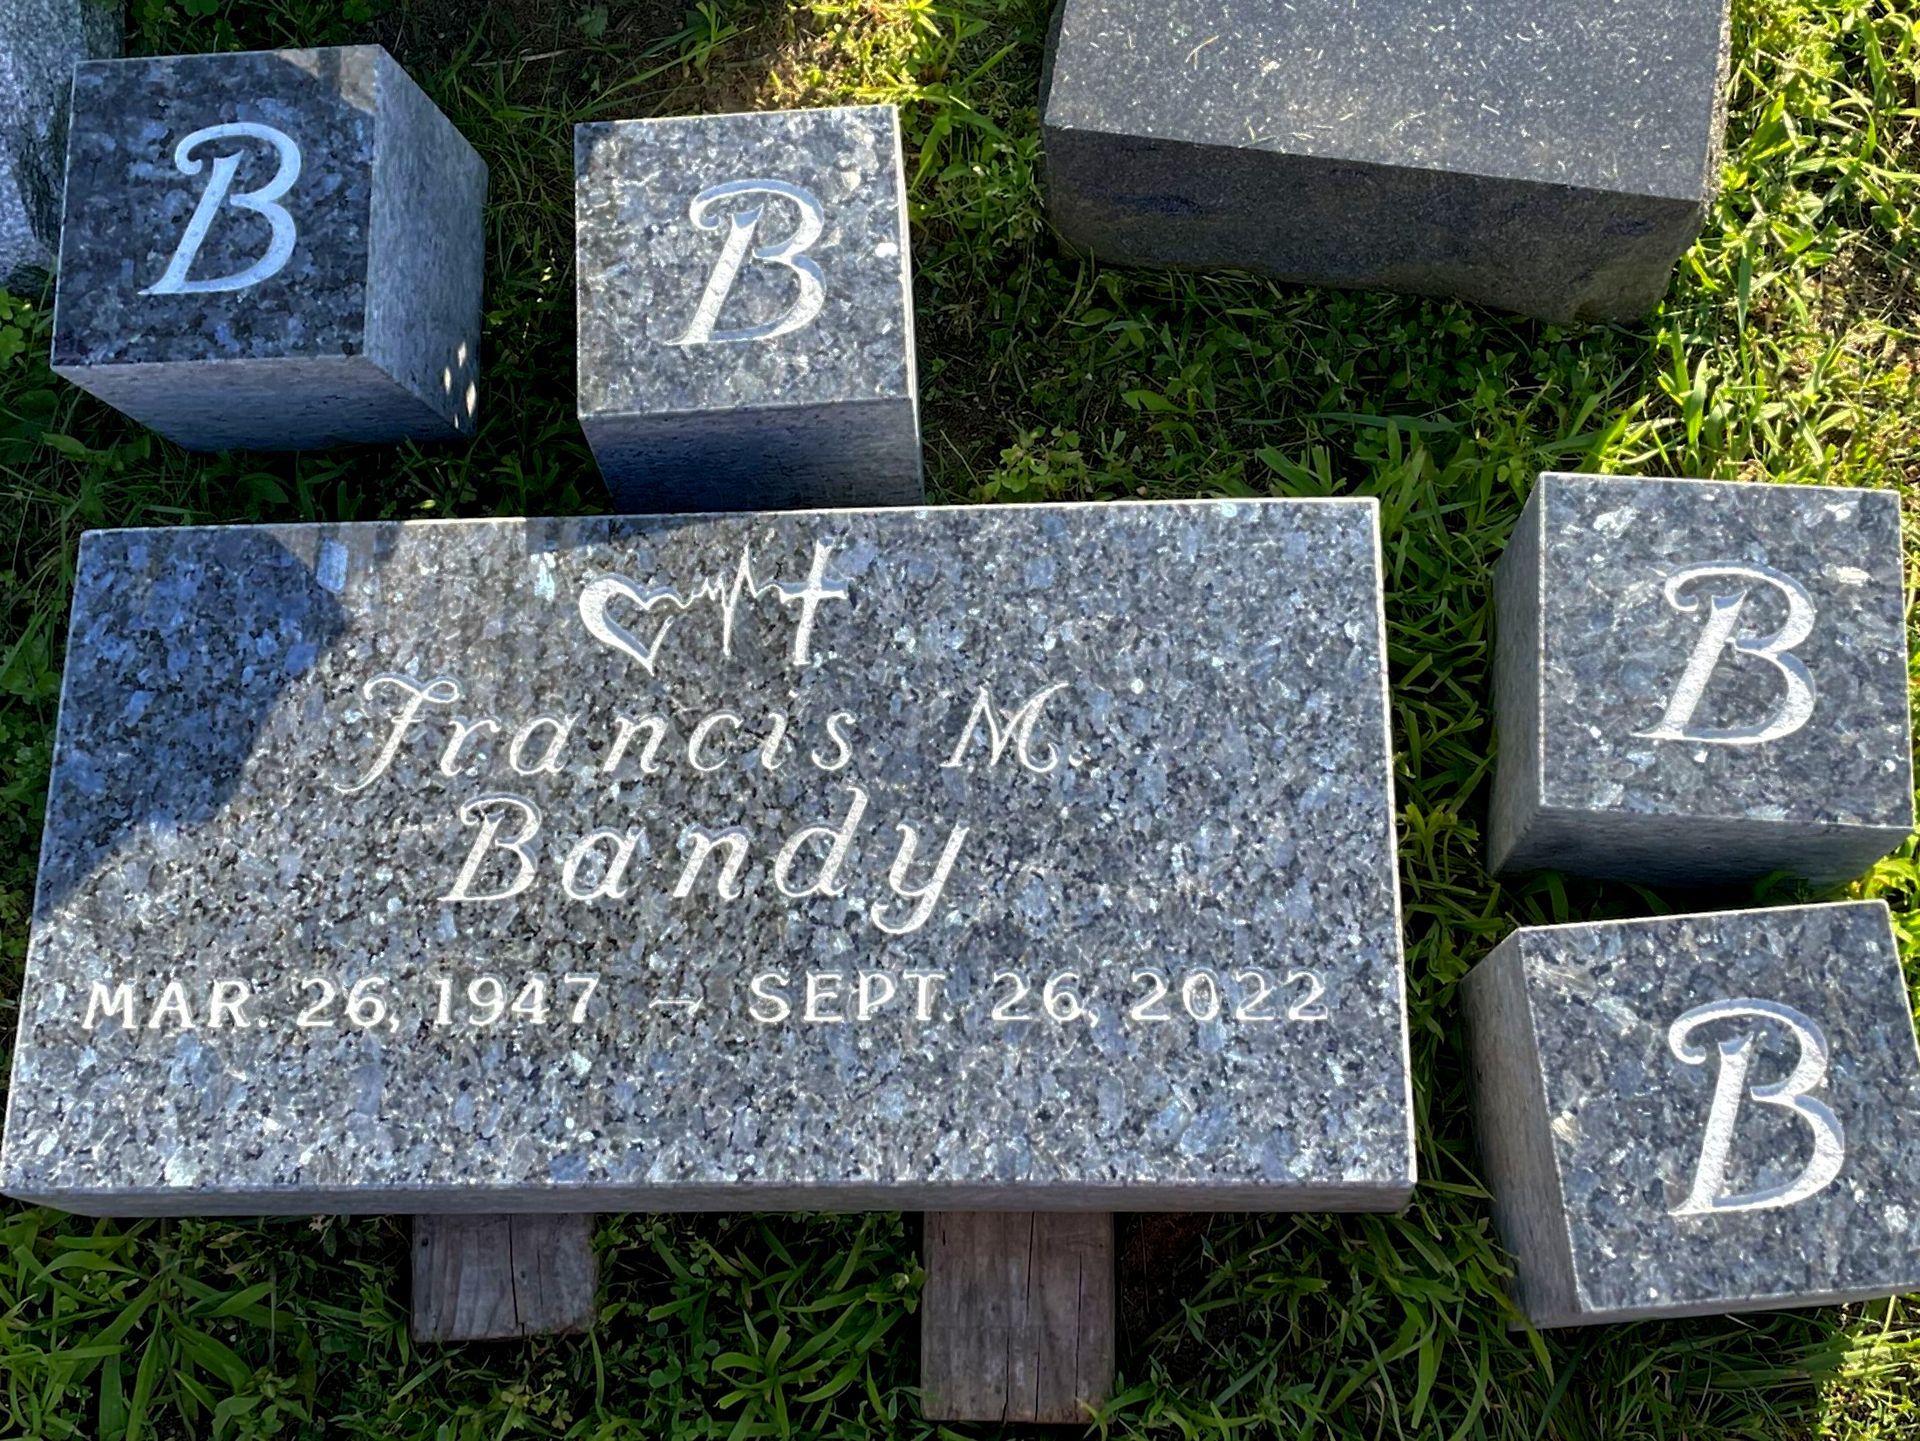 B
B
Francis M.
Bandy
MAR. 26, 1947 – SEPT. 26, 2022
B
B